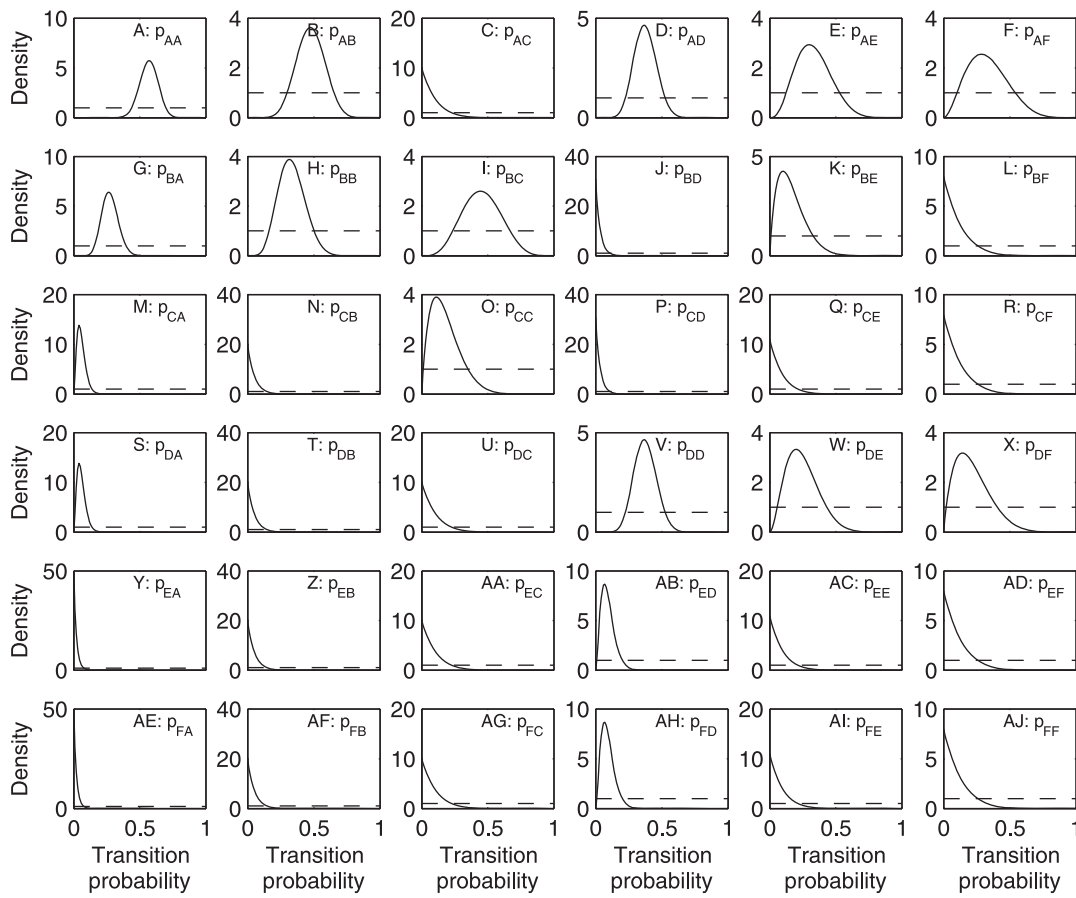 A: p_AA B: p_AB C: p_AC D: p_AD E: p_AE F: p_AF
Density
10 5 0 4 2 0 20 10 0 4 2 0 4 2 0 4 2 0
G: p_BA H: p_BB I: p_BC J: p_BD K: p_BE L: p_BF
Density
10 5 0 4 2 0 4 2 0 40 20 0 5 0 10 5 0
M: p_CA N: p_CB O: p_CC P: p_CD Q: p_CE R: p_CF
Density
20 10 0 40 20 0 4 2 0 40 20 0 20 10 0 10 5 0
S: p_DA T: p_DB U: p_DC V: p_DD W: p_DE X: p_DF
Density
20 10 0 40 20 0 20 10 0 5 0 4 2 0 4 2 0
Y: p_EA Z: p_EB AA: p_EC AB: p_ED AC: p_EE AD: p_EF
Density
50 0 40 20 0 20 10 0 10 5 0 20 10 0 10 5 0
AE: p_FA AF: p_FB AG: p_FC AH: p_FD AI: p_FE AJ: p_FF
Density
50 0 40 20 0 20 10 0 10 5 0 20 10 0 10 5 0
0 0.5 1 0 0.5 1 0 0.5 1 0 0.5 1 0 0.5 1 0 0.5 1
Transition Transition Transition Transition Transition Transition
probability probability probability probability probability probability